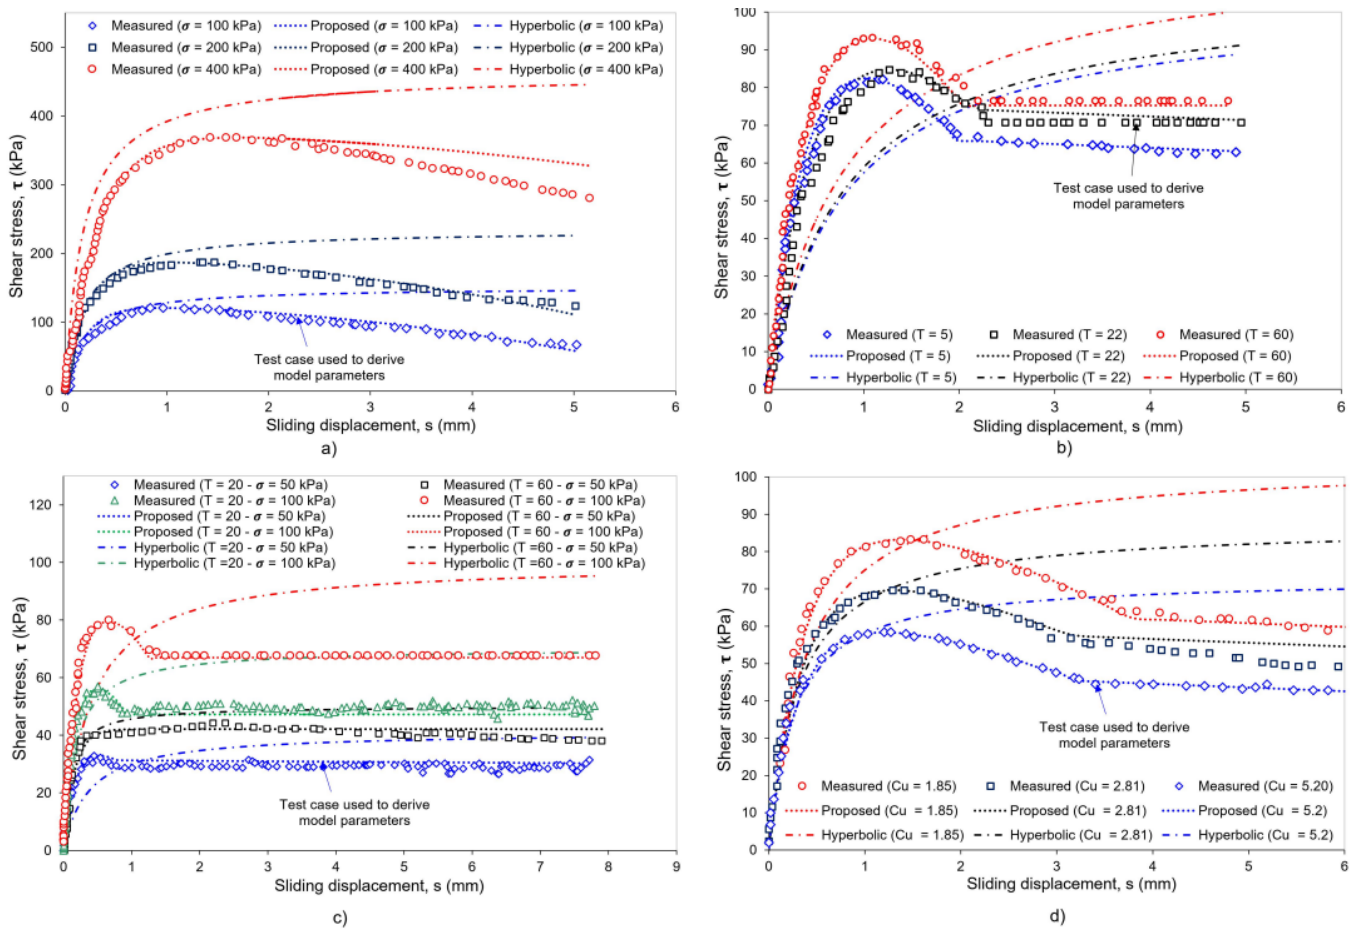 Measured (σ = 100 kPa) Proposed (σ = 100 kPa) Hyperbolic (σ = 100 kPa)
Measured (σ = 200 kPa) Proposed (σ = 200 kPa) Hyperbolic (σ = 200 kPa)
Measured (σ = 400 kPa) Proposed (σ = 400 kPa) Hyperbolic (σ = 400 kPa)
500
400
300
200
100
0
Shear stress, τ (kPa)
Test case used to derive
model parameters
0 1 2 3 4 5 6
Sliding displacement, s (mm)
a)
100
90
80
70
60
50
40
30
20
10
0
Shear stress, τ (kPa)
Test case used to derive
model parameters
Measured (T = 5) Measured (T = 22) Measured (T = 60)
Proposed (T = 5) Proposed (T = 22) Proposed (T = 60)
Hyperbolic (T = 5) Hyperbolic (T = 22) Hyperbolic (T = 60)
0 1 2 3 4 5 6
Sliding displacement, s (mm)
b)
Measured (T = 20 - σ = 50 kPa) Measured (T = 60 - σ = 50 kPa)
Measured (T = 20 - σ = 100 kPa) Measured (T = 60 - σ = 100 kPa)
Proposed (T = 20 - σ = 50 kPa) Proposed (T = 60 - σ = 50 kPa)
Proposed (T = 20 - σ = 100 kPa) Proposed (T = 60 - σ = 100 kPa)
Hyperbolic (T =20 - σ = 50 kPa) Hyperbolic (T =60 - σ = 50 kPa)
Hyperbolic (T =20 - σ = 100 kPa) Hyperbolic (T =60 - σ = 100 kPa)
120
100
80
60
40
20
0
Shear stress, τ (kPa)
Test case used to derive
model parameters
0 1 2 3 4 5 6 7 8 9
Sliding displacement, s (mm)
c)
100
90
80
70
60
50
40
30
20
10
0
Shear stress, τ (kPa)
Test case used to derive
model parameters
Measured (Cu = 1.85) Measured (Cu = 2.81) Measured (Cu = 5.20)
Proposed (Cu = 1.85) Proposed (Cu = 2.81) Proposed (Cu = 5.2)
Hyperbolic (Cu = 1.85) Hyperbolic (Cu = 2.81) Hyperbolic (Cu = 5.2)
0 1 2 3 4 5 6
Sliding displacement, s (mm)
d)